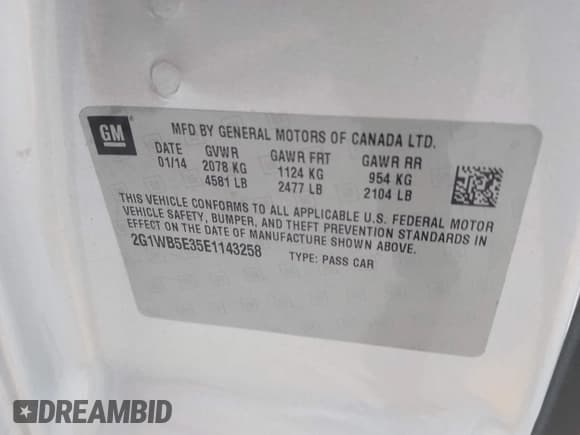 GM
MFD BY GENERAL MOTORS OF CANADA LTD.
DATE GVWR GAWR FRT GAWR RR
01/14 2078 KG 1124 KG 954 KG
4581 LB 2477 LB 2104 LB
THIS VEHICLE CONFORMS TO ALL APPLICABLE U.S. FEDERAL MOTOR
VEHICLE SAFETY, BUMPER, AND THEFT PREVENTION STANDARDS IN
EFFECT ON THE DATE OF MANUFACTURE SHOWN ABOVE.
2G1WB5E35E1143258 TYPE: PASS CAR
DREAMBID